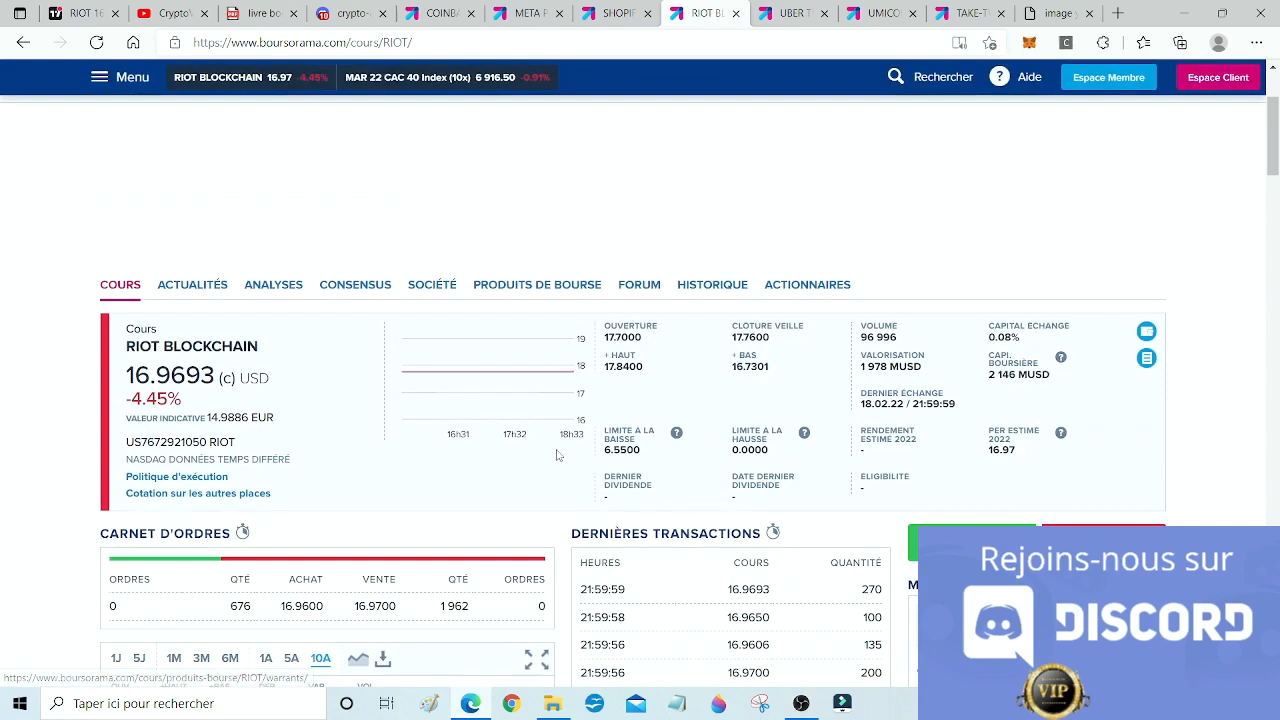 RIOT 16
Crypto-
COINBA
META P
SHOPIF
RIOT BL
UBER T
UMICO
TAKE-T
image
https://www.boursorama.com/cours/RIOT/
Menu
RIOT BLOCKCHAIN 16.97 -4.45%
MAR 22 CAC 40 Index (10x) 6 916.50 -0.91%
Rechercher
? Aide
Espace Membre
Espace Client
COURS ACTUALITÉS ANALYSES CONSENSUS SOCIÉTÉ PRODUITS DE BOURSE FORUM HISTORIQUE ACTIONNAIRES
Cours
RIOT BLOCKCHAIN
16.9693 (c) USD
-4.45%
VALEUR INDICATIVE 14.9886 EUR
US7672921050 RIOT
NASDAQ DONNÉES TEMPS DIFFÉRÉ
Politique d'exécution
Cotation sur les autres places
19
18
17
16
16h31 17h32 18h33
OUVERTURE
17.7000
CLÔTURE VEILLE
17.7600
VOLUME
96 996
CAPITAL ÉCHANGÉ
0.08%
+ HAUT
17.8400
+ BAS
16.7301
VALORISATION
1 978 MUSD
CAPI.
BOURSIÈRE ?
2 146 MUSD
DERNIER ÉCHANGE
18.02.22 / 21:59:59
LIMITE À LA
BAISSE ?
6.5500
LIMITE À LA
HAUSSE ?
0.0000
RENDEMENT
ESTIMÉ 2022
-
PER ESTIMÉ
2022 ?
16.97
DERNIER
DIVIDENDE
-
DATE DERNIER
DIVIDENDE
-
ÉLIGIBILITÉ
-
CARNET D'ORDRES
ORDRES QTÉ ACHAT VENTE QTÉ ORDRES
0 676 16.9600 16.9700 1 962 0
1J 5J 1M 3M 6M 1A 5A 10A
DERNIÈRES TRANSACTIONS
HEURES COURS QUANTITÉ
21:59:59 16.9693 270
21:59:58 16.9650 100
21:59:56 16.9606 135
21:59:54 16.9700 200
https://www.boursorama.com/cours/produits-bourse/RIOT/warrants/
Rejoins-nous sur
DISCORD
VIP
Taper ici pour rechercher